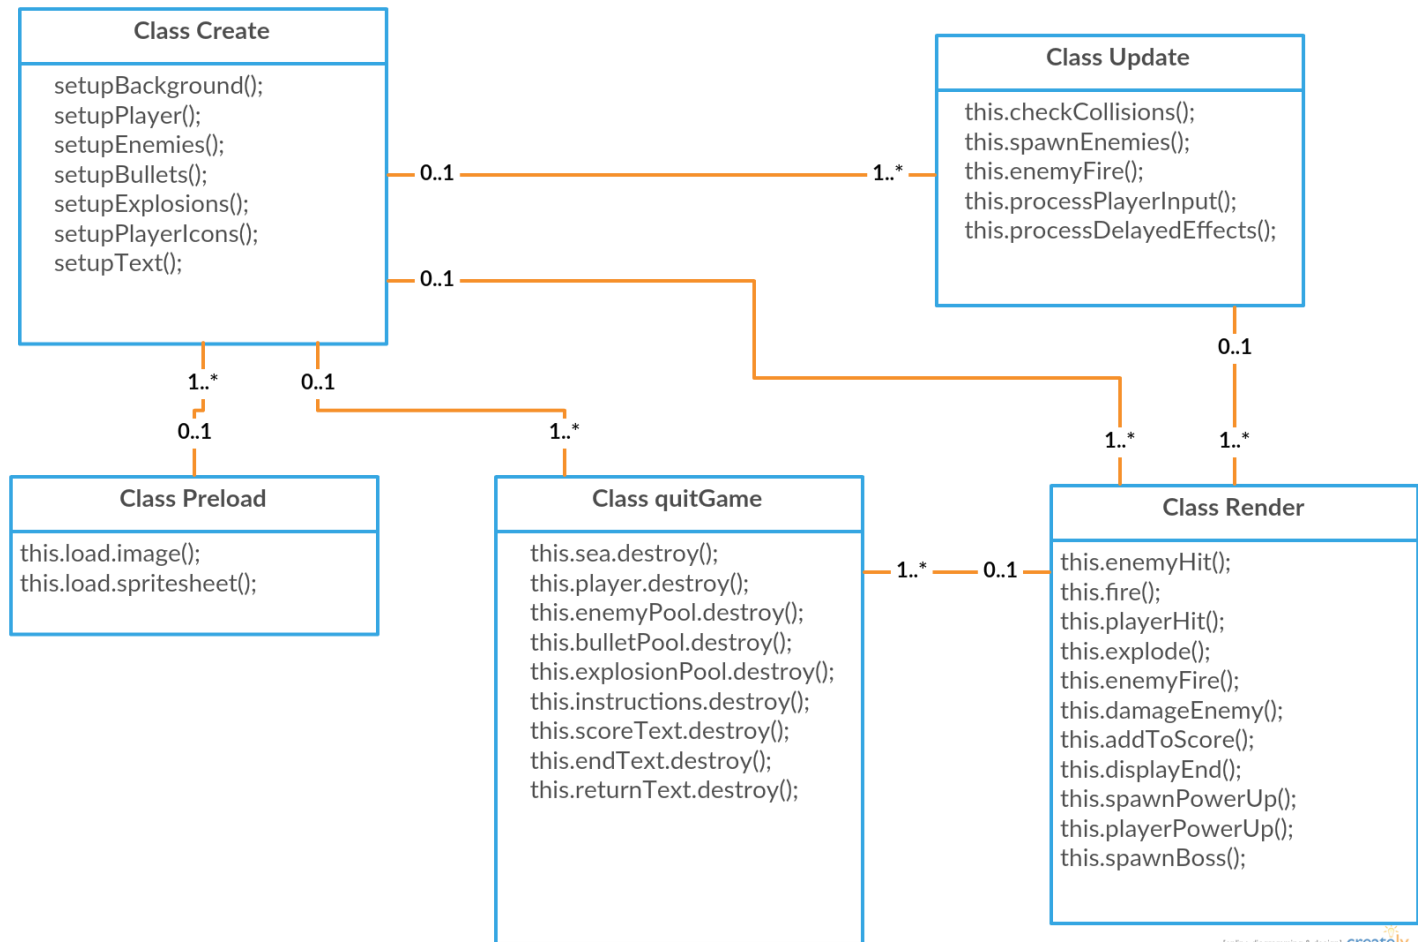 Class Create
setupBackground();
setupPlayer();
setupEnemies();
setupBullets();
setupExplosions();
setupPlayerIcons();
setupText();
Class Update
this.checkCollisions();
this.spawnEnemies();
this.enemyFire();
this.processPlayerInput();
this.processDelayedEffects();
0..1
1..*
0..1
0..1
1..*
0..1
0..1
1..*
1..*
1..*
Class Preload
this.load.image();
this.load.spritesheet();
Class quitGame
this.sea.destroy();
this.player.destroy();
this.enemyPool.destroy();
this.bulletPool.destroy();
this.explosionPool.destroy();
this.instructions.destroy();
this.scoreText.destroy();
this.endText.destroy();
this.returnText.destroy();
1..*
0..1
Class Render
this.enemyHit();
this.fire();
this.playerHit();
this.explode();
this.enemyFire();
this.damageEnemy();
this.addToScore();
this.displayEnd();
this.spawnPowerUp();
this.playerPowerUp();
this.spawnBoss();